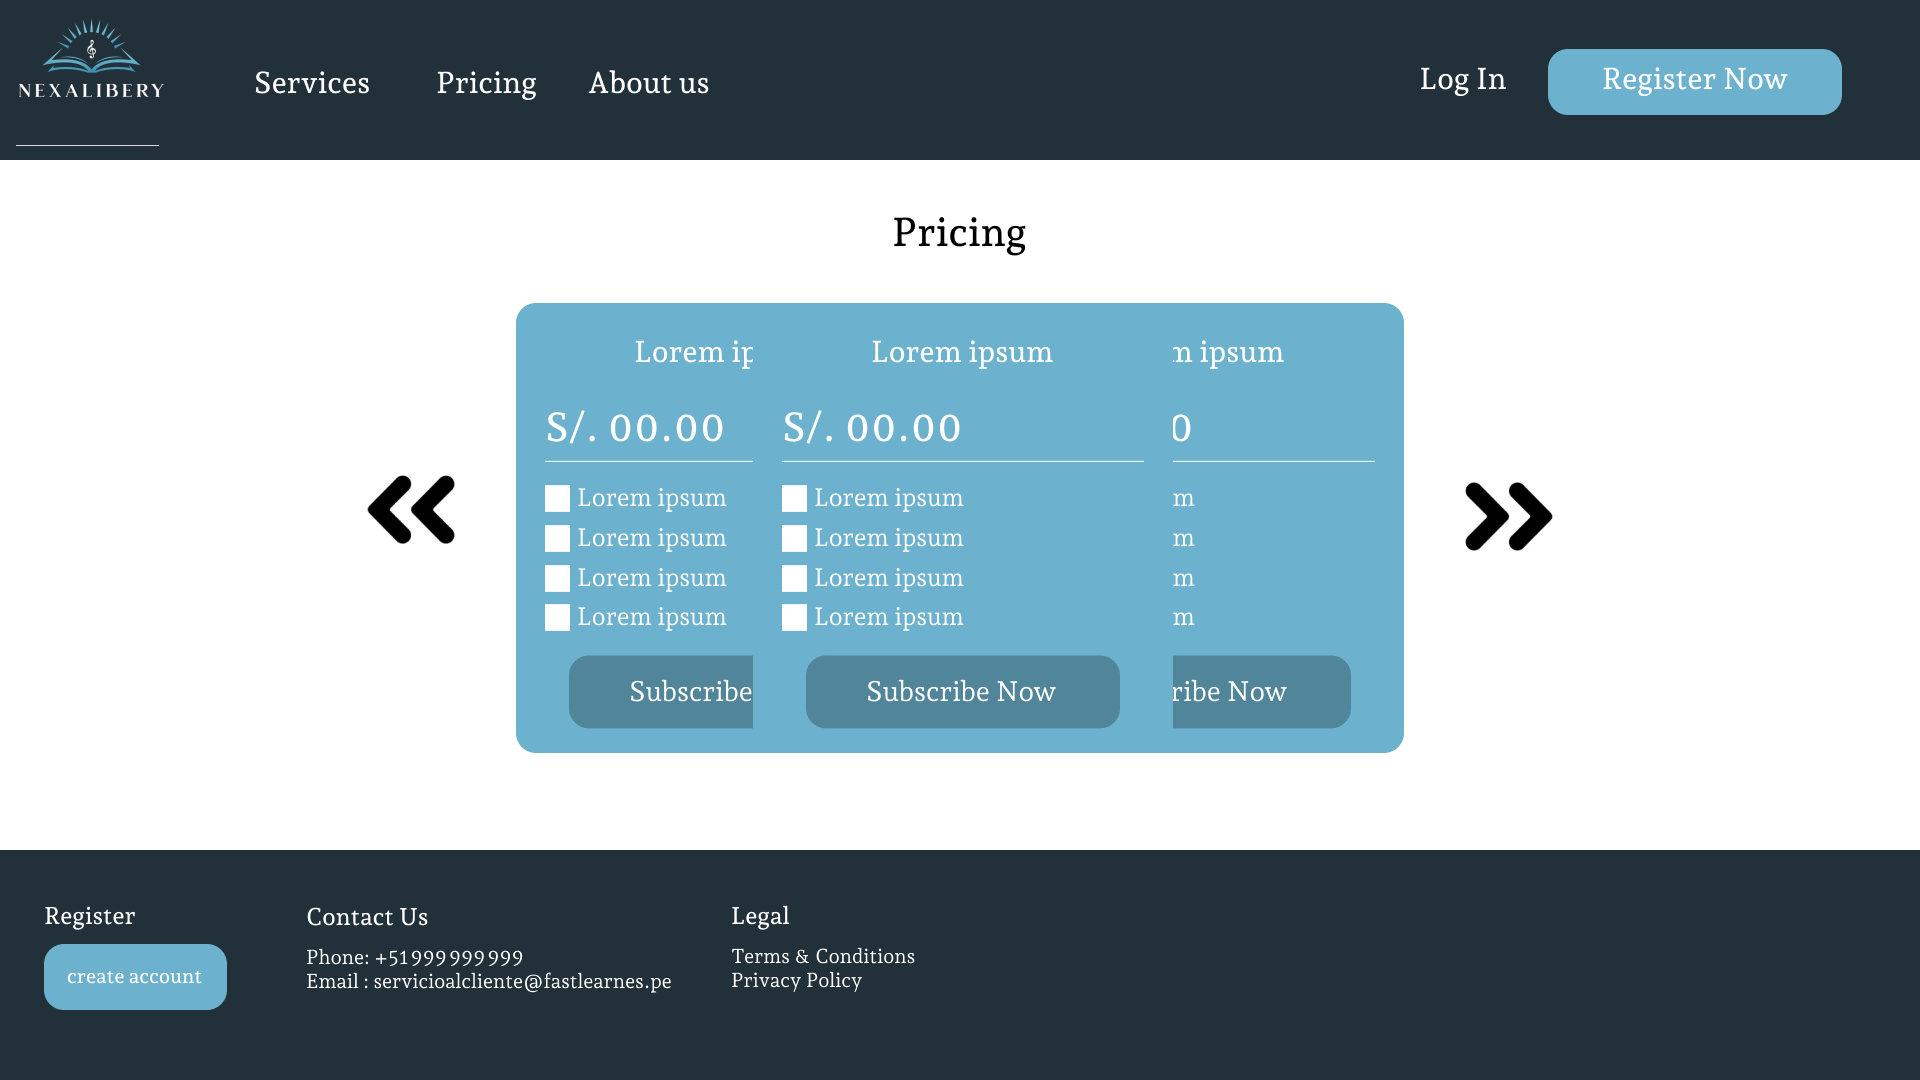 NEXALIBERY
Services Pricing About us
Log In Register Now
Pricing
Lorem ip Lorem ipsum m ipsum
S/. 00.00 S/. 00.00 0
Lorem ipsum Lorem ipsum m
Lorem ipsum Lorem ipsum m
Lorem ipsum Lorem ipsum m
Lorem ipsum Lorem ipsum m
Subscribe Subscribe Now ribe Now
Register
create account
Contact Us
Phone: +51999999999
Email : servicioalcliente@fastlearnes.pe
Legal
Terms & Conditions
Privacy Policy